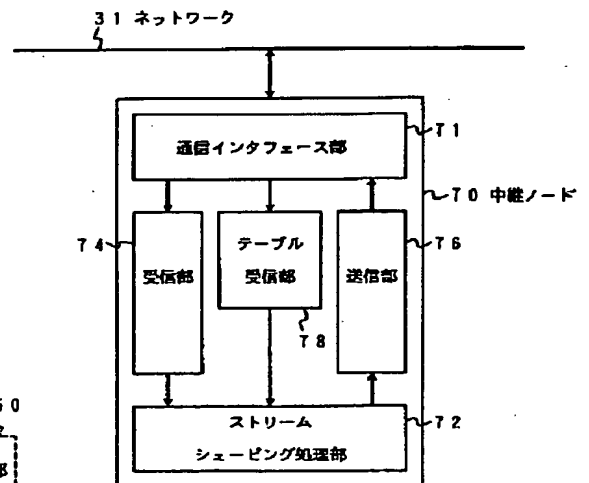 31 ネットワーク
通信インタフェース部
71
70 中継ノード
74
受信部
テーブル
受信部
78
送信部
76
ストリーム
シェーピング処理部
72
50
部